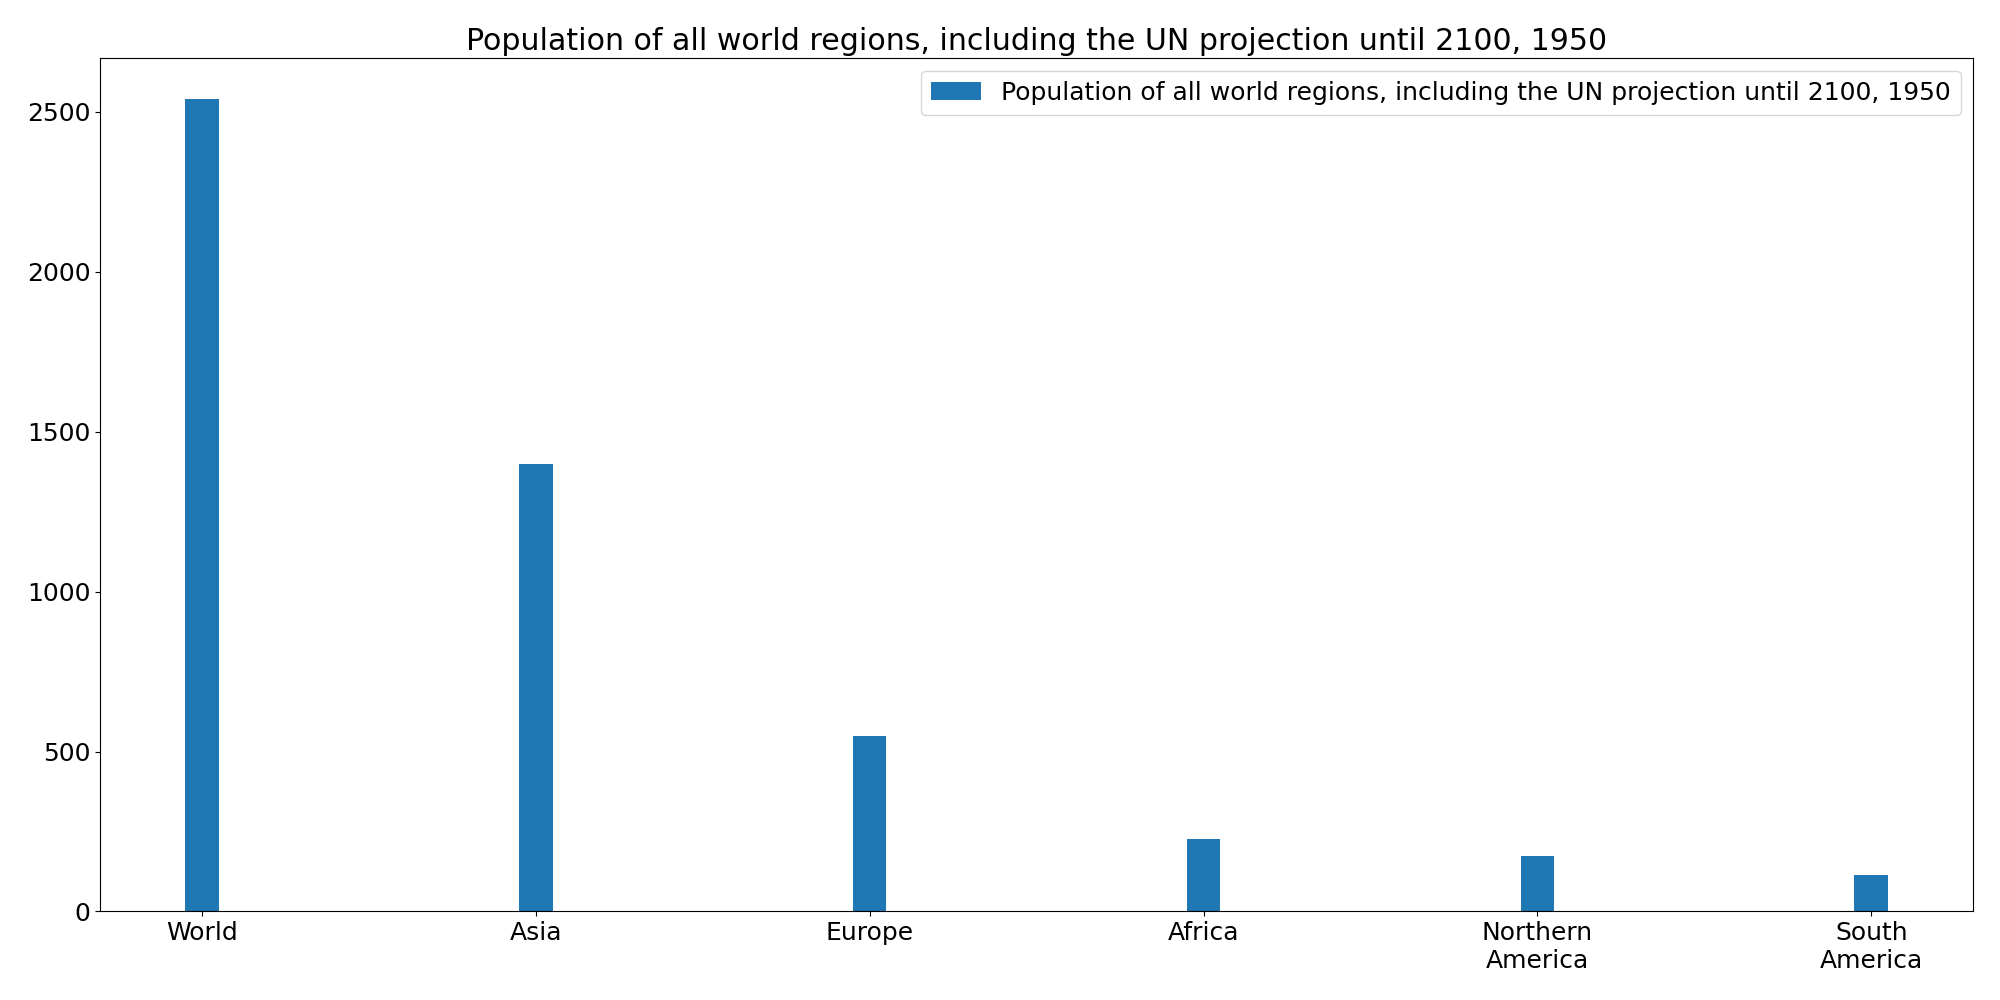 Population of all world regions, including the UN projection until 2100, 1950
Population of all world regions, including the UN projection until 2100, 1950
2500
2000
1500
1000
500
0
World
Asia
Europe
Africa
Northern
America
South
America